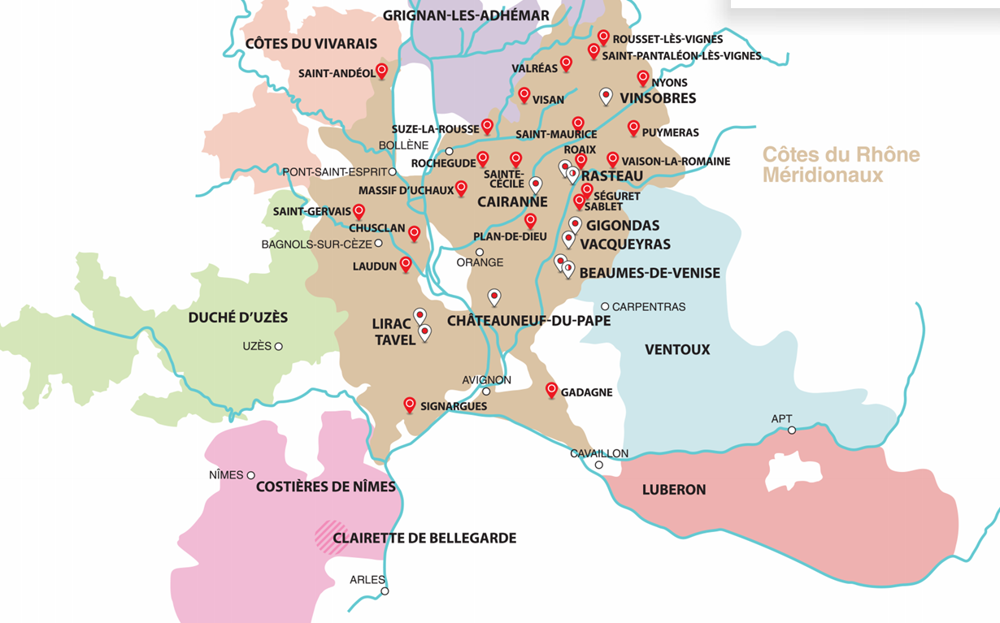 GRIGNAN-LES-ADHÉMAR
CÔTES DU VIVARAIS
ROUSSET-LÈS-VIGNES
SAINT-PANTALÉON-LÈS-VIGNES
VALRÉAS
SAINT-ANDÉOL
NYONS
VISAN
VINSOBRES
SUZE-LA-ROUSSE
SAINT-MAURICE
PUYMERAS
BOLLÈNE
ROAIX
Côtes du Rhône
Méridionaux
ROCHEGUDE
VAISON-LA-ROMAINE
PONT-SAINT-ESPRIT
SAINTE-
CÉCILE
RASTEAU
MASSIF D'UCHAUX
CAIRANNE
SÉGURET
SABLET
SAINT-GERVAIS
CHUSCLAN
GIGONDAS
PLAN-DE-DIEU
BAGNOLS-SUR-CÈZE
VACQUEYRAS
LAUDUN
ORANGE
BEAUMES-DE-VENISE
CARPENTRAS
DUCHÉ D'UZÈS
LIRAC
CHÂTEAUNEUF-DU-PAPE
TAVEL
UZÈS
VENTOUX
AVIGNON
GADAGNE
SIGNARGUES
APT
CAVAILLON
NÎMES
COSTIÈRES DE NÎMES
LUBERON
CLAIRETTE DE BELLEGARDE
ARLES